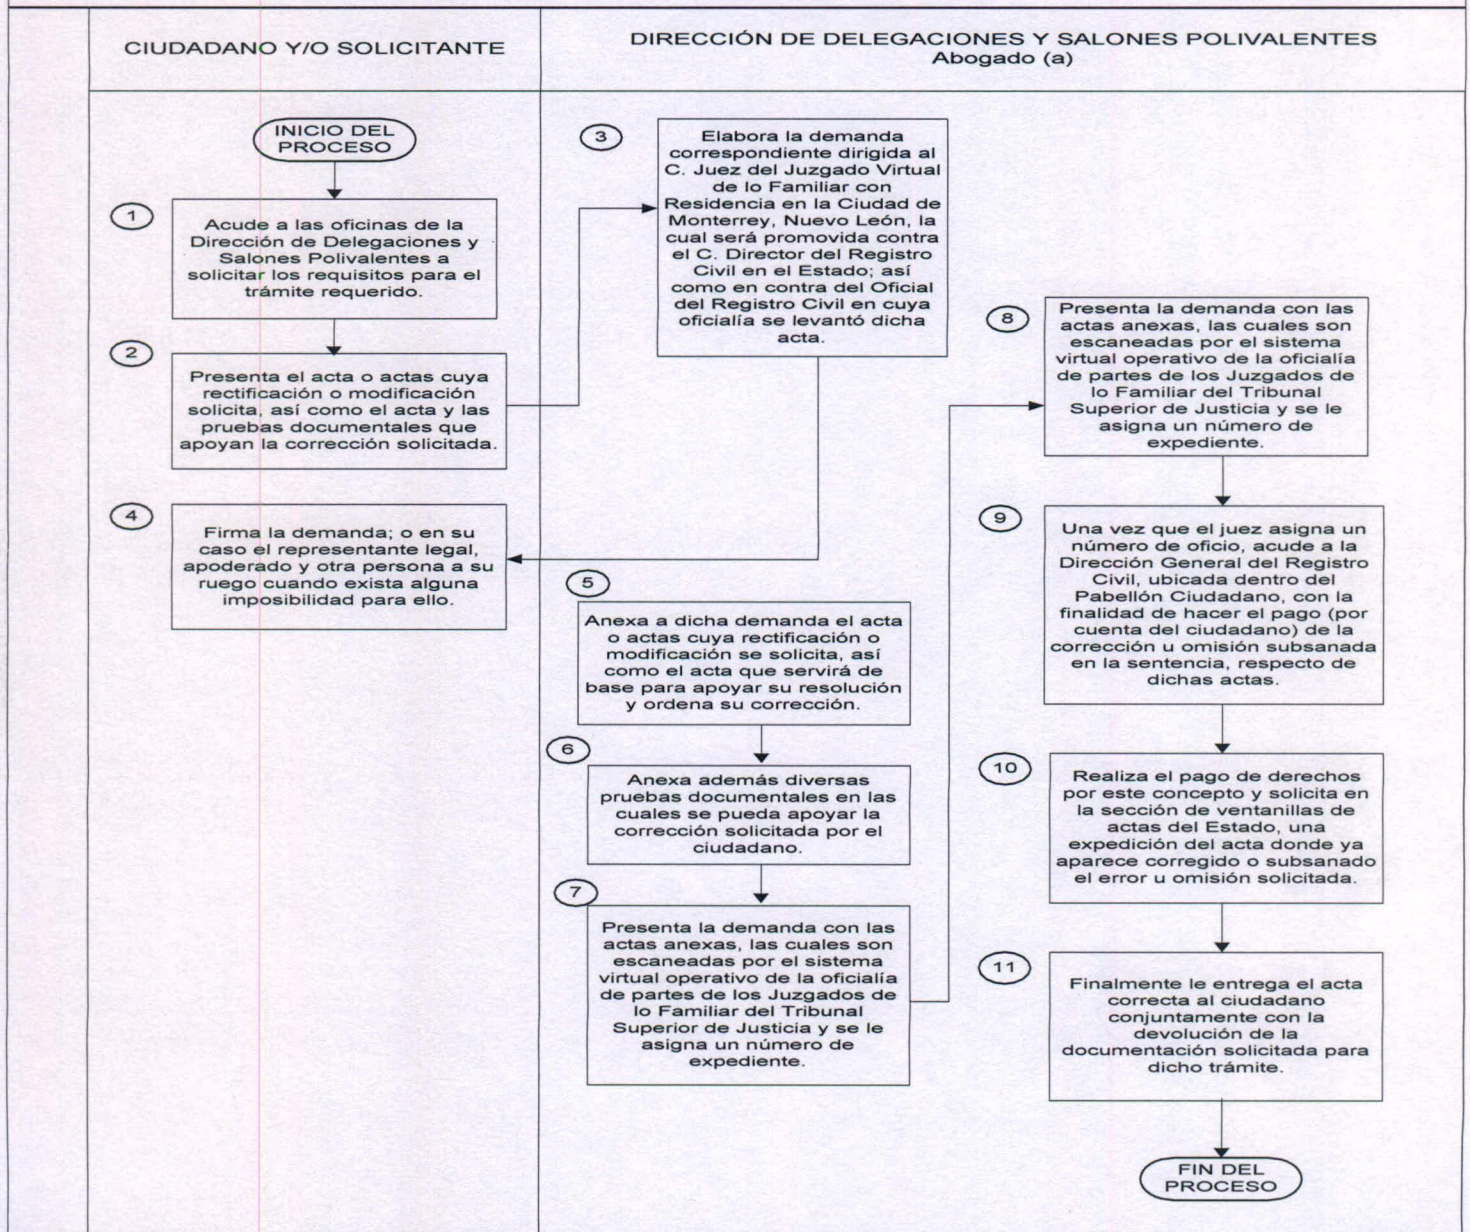 CIUDADANO Y/O SOLICITANTE
DIRECCIÓN DE DELEGACIONES Y SALONES POLIVALENTES
Abogado (a)
INICIO DEL
PROCESO
1
Acude a las oficinas de la
Dirección de Delegaciones y
Salones Polivalentes a
solicitar los requisitos para el
trámite requerido.
2
Presenta el acta o actas cuya
rectificación o modificación
solicita, así como el acta y las
pruebas documentales que
apoyan la corrección solicitada.
3
Elabora la demanda
correspondiente dirigida al
C. Juez del Juzgado Virtual
de lo Familiar con
Residencia en la Ciudad de
Monterrey, Nuevo León, la
cual será promovida contra
el C. Director del Registro
Civil en el Estado; así
como en contra del Oficial
del Registro Civil en cuya
oficialía se levantó dicha
acta.
4
Firma la demanda; o en su
caso el representante legal,
apoderado y otra persona a su
ruego cuando exista alguna
imposibilidad para ello.
5
Anexa a dicha demanda el acta
o actas cuya rectificación o
modificación se solicita, así
como el acta que servirá de
base para apoyar su resolución
y ordena su corrección.
6
Anexa además diversas
pruebas documentales en las
cuales se pueda apoyar la
corrección solicitada por el
ciudadano.
7
Presenta la demanda con las
actas anexas, las cuales son
escaneadas por el sistema
virtual operativo de la oficialía
de partes de los Juzgados de
lo Familiar del Tribunal
Superior de Justicia y se le
asigna un número de
expediente.
8
Presenta la demanda con las
actas anexas, las cuales son
escaneadas por el sistema
virtual operativo de la oficialía
de partes de los Juzgados de
lo Familiar del Tribunal
Superior de Justicia y se le
asigna un número de
expediente.
9
Una vez que el juez asigna un
número de oficio, acude a la
Dirección General del Registro
Civil, ubicada dentro del
Pabellón Ciudadano, con la
finalidad de hacer el pago (por
cuenta del ciudadano) de la
corrección u omisión subsanada
en la sentencia, respecto de
dichas actas.
10
Realiza el pago de derechos
por este concepto y solicita en
la sección de ventanillas de
actas del Estado, una
expedición del acta donde ya
aparece corregido o subsanado
el error u omisión solicitada.
11
Finalmente le entrega el acta
correcta al ciudadano
conjuntamente con la
devolución de la
documentación solicitada para
dicho trámite.
FIN DEL
PROCESO